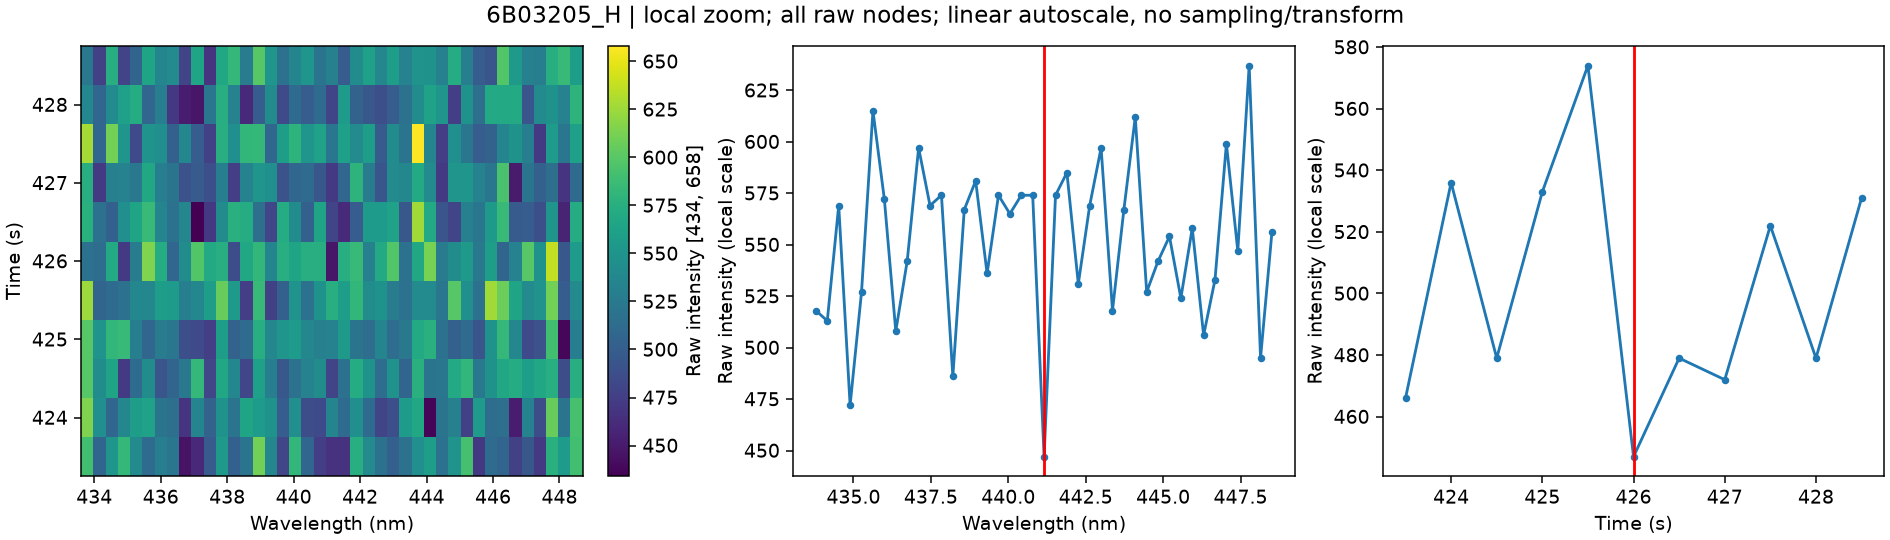 6B03205_H | local zoom; all raw nodes; linear autoscale, no sampling/transform
Time (s)
428
427
426
425
424
434 436 438 440 442 444 446 448
Wavelength (nm)
650
625
600
575
550
525
500
475
450
Raw intensity [434, 658]
Raw intensity (local scale)
625
600
575
550
525
500
475
450
435.0 437.5 440.0 442.5 445.0 447.5
Wavelength (nm)
Raw intensity (local scale)
580
560
540
520
500
480
460
424 425 426 427 428
Time (s)